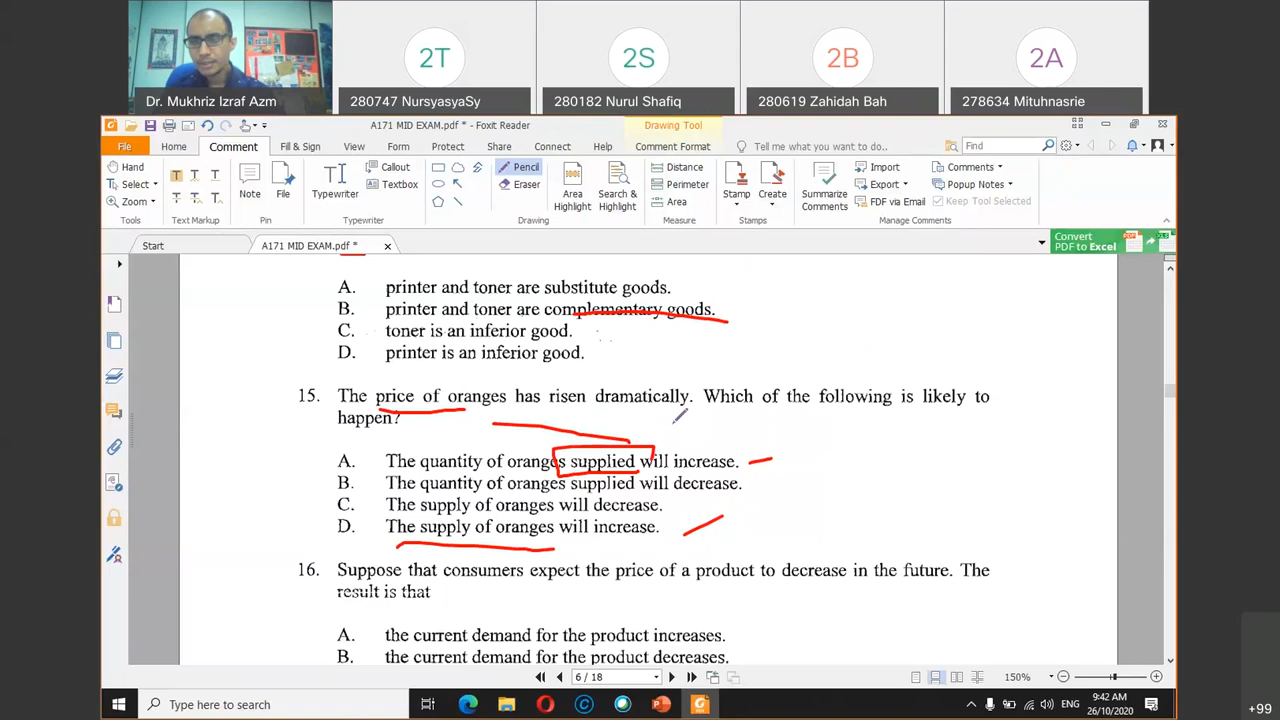 2T
2S
2B
2A
Dr. Mukhriz Izraf Azm
280747 NursyasyaSy
280182 Nurul Shafiq
280619 Zahidah Bah
278634 Mituhnasrie
A171 MID EXAM.pdf * - Foxit Reader
Drawing Tool
File
Home
Comment
Fill & Sign
View
Form
Protect
Share
Connect
Help
Comment Format
Tell me what you want to do...
Find
Hand
Select
Zoom
Tools
T T T
T T T
Text Markup
Note
File
Pin
Typewriter
Callout
Textbox
Typewriter
Pencil
Eraser
Drawing
Area Highlight
Search & Highlight
Distance
Perimeter
Area
Measure
Stamp
Create
Stamps
Summarize Comments
Import
Export
FDF via Email
Comments
Popup Notes
Keep Tool Selected
Manage Comments
Start
A171 MID EXAM.pdf *
Convert
PDF to Excel
A. printer and toner are substitute goods.
B. printer and toner are complementary goods.
C. toner is an inferior good.
D. printer is an inferior good.
15. The price of oranges has risen dramatically. Which of the following is likely to
happen?
A. The quantity of oranges supplied will increase.
B. The quantity of oranges supplied will decrease.
C. The supply of oranges will decrease.
D. The supply of oranges will increase.
16. Suppose that consumers expect the price of a product to decrease in the future. The
result is that
A. the current demand for the product increases.
B. the current demand for the product decreases.
6 / 18
150%
Type here to search
ENG
9:42 AM
26/10/2020
+99